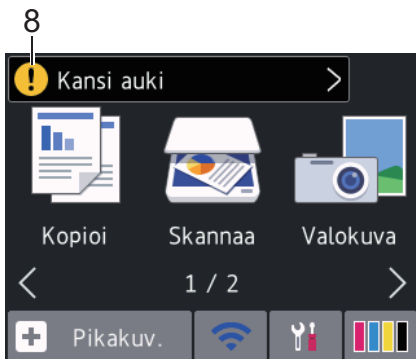 8
Kansi auki
Kopioi Skannaa Valokuva
1 / 2
Pikakuv.